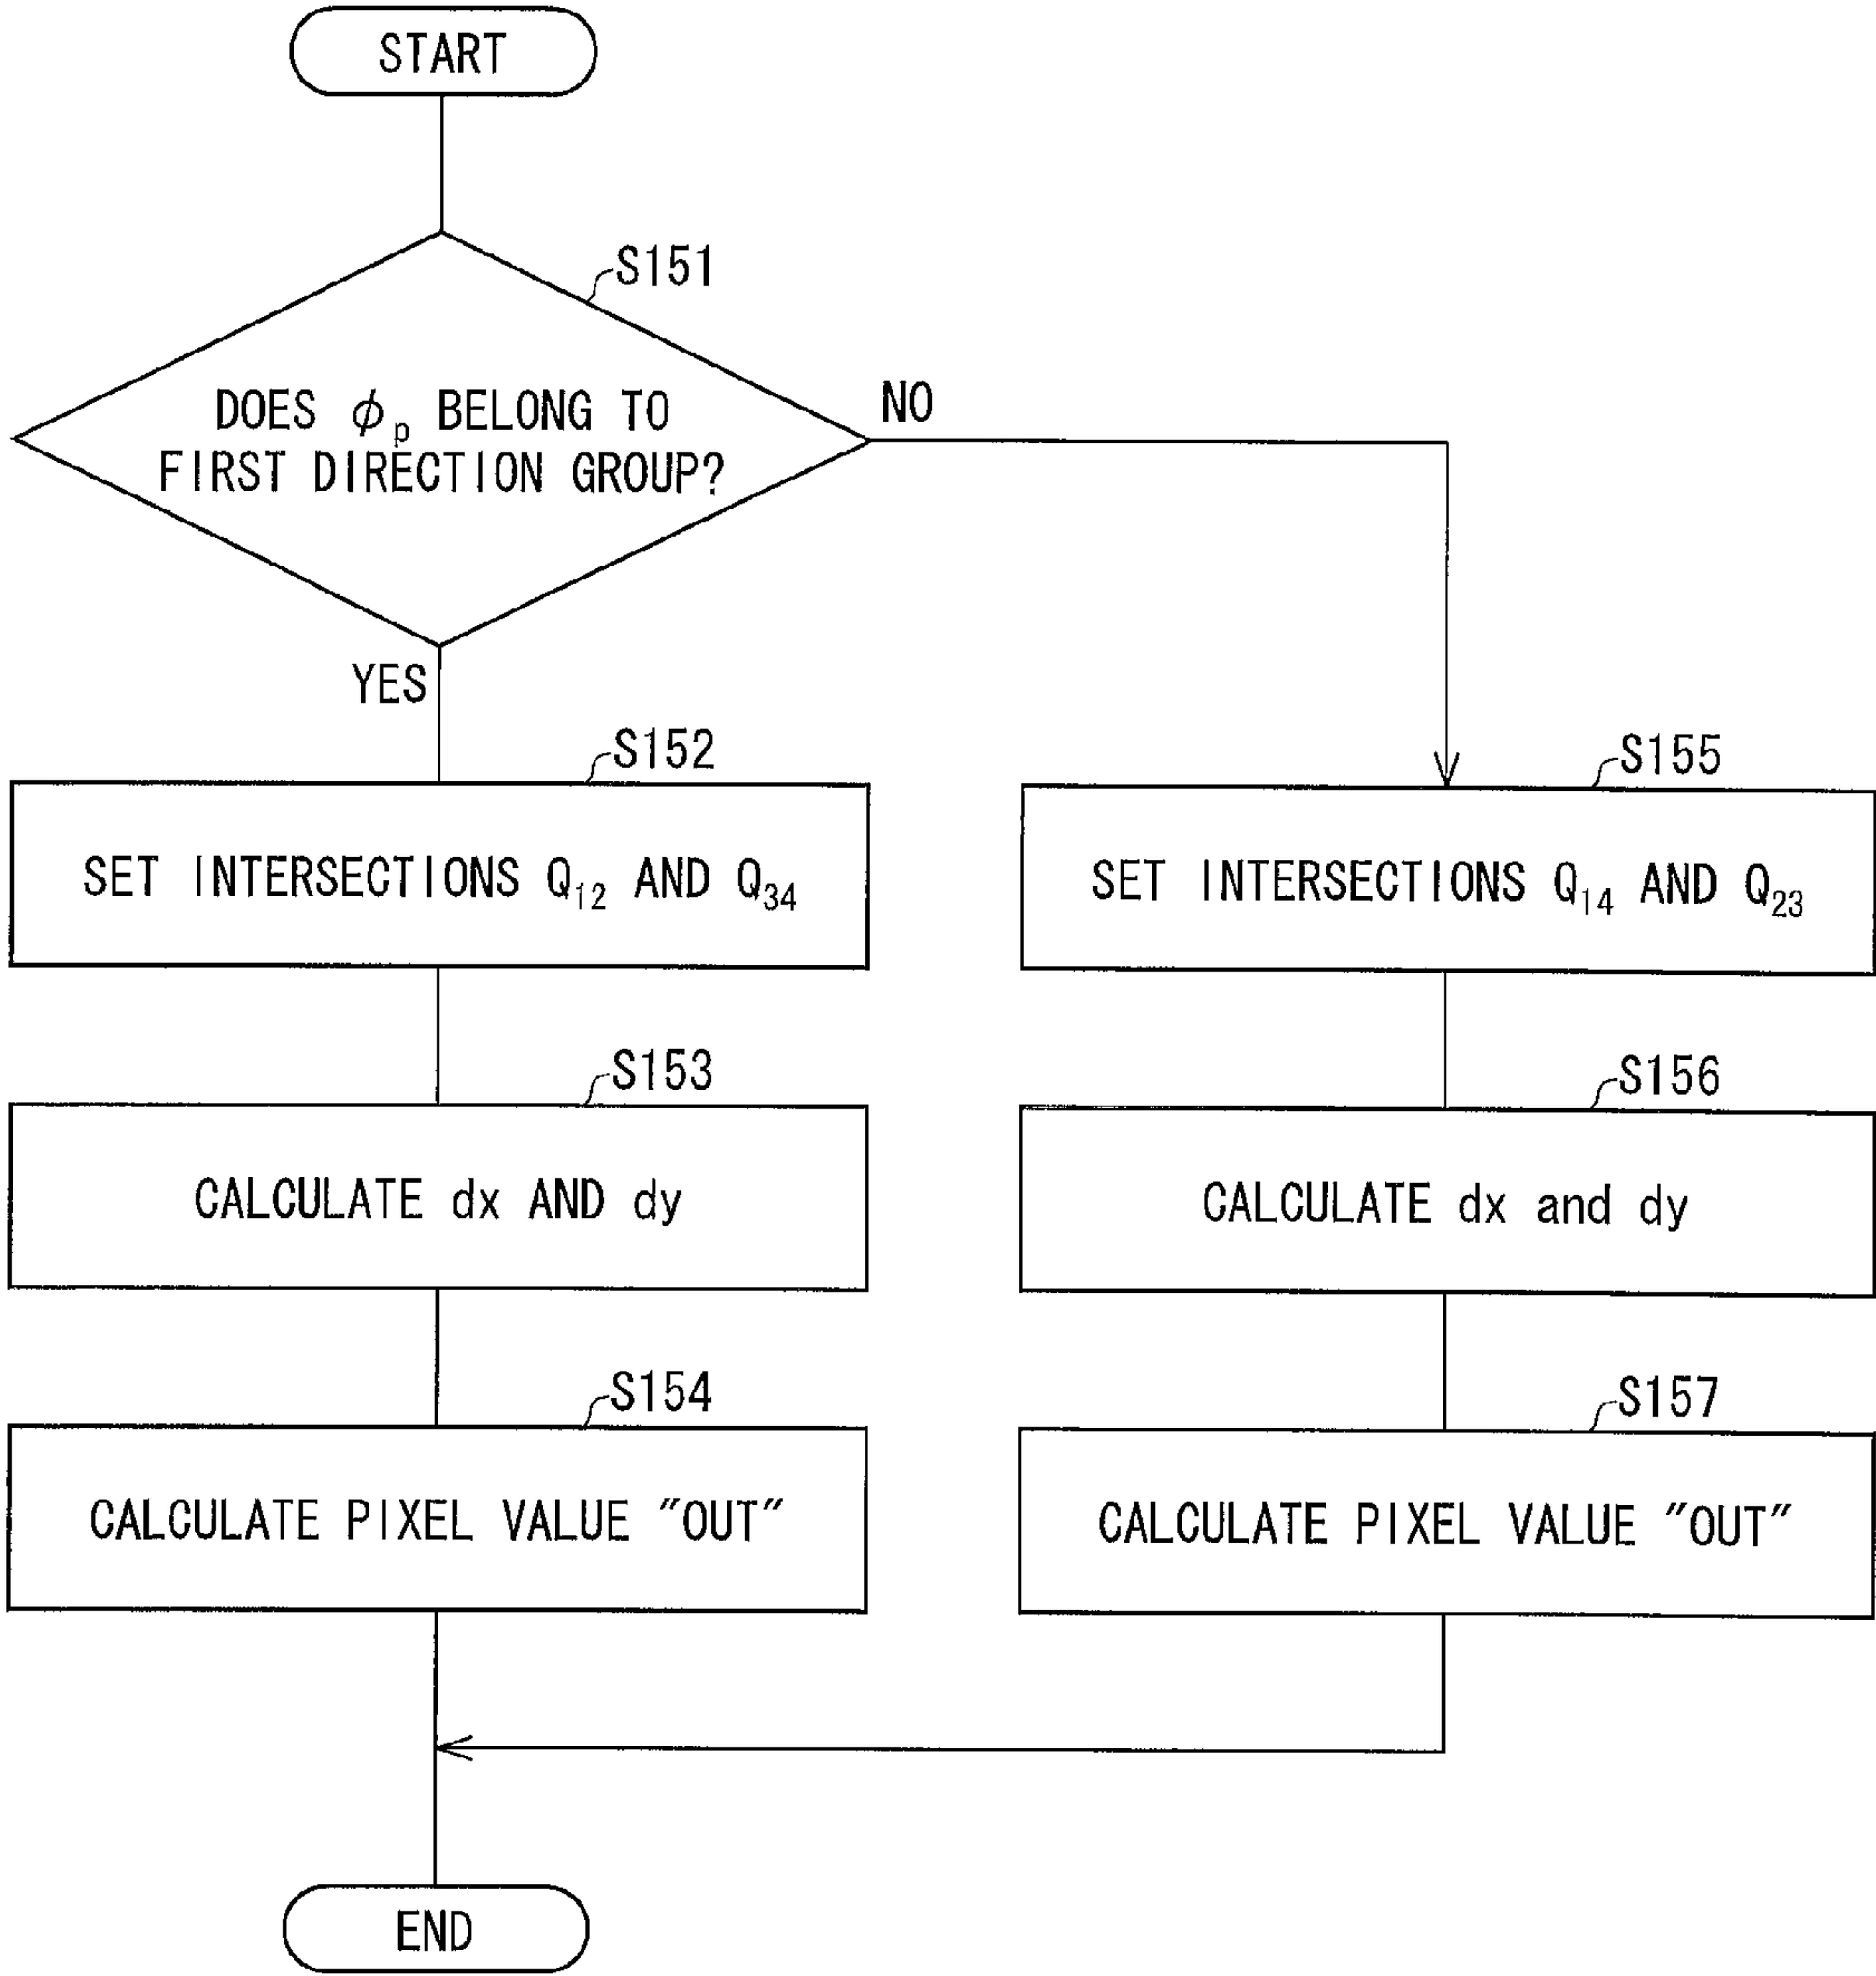 START
S151
DOES ϕp BELONG TO
FIRST DIRECTION GROUP?
NO
YES
S152
SET INTERSECTIONS Q12 AND Q34
S153
CALCULATE dx AND dy
S154
CALCULATE PIXEL VALUE "OUT"
S155
SET INTERSECTIONS Q14 AND Q23
S156
CALCULATE dx and dy
S157
CALCULATE PIXEL VALUE "OUT"
END